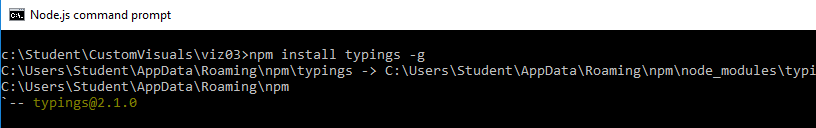 Node.js command prompt
c:\Student\CustomVisuals\viz03>npm install typings -g
C:\Users\Student\AppData\Roaming\npm\typings -> C:\Users\Student\AppData\Roaming\npm\node_modules\typi
C:\Users\Student\AppData\Roaming\npm
`-- typings@2.1.0